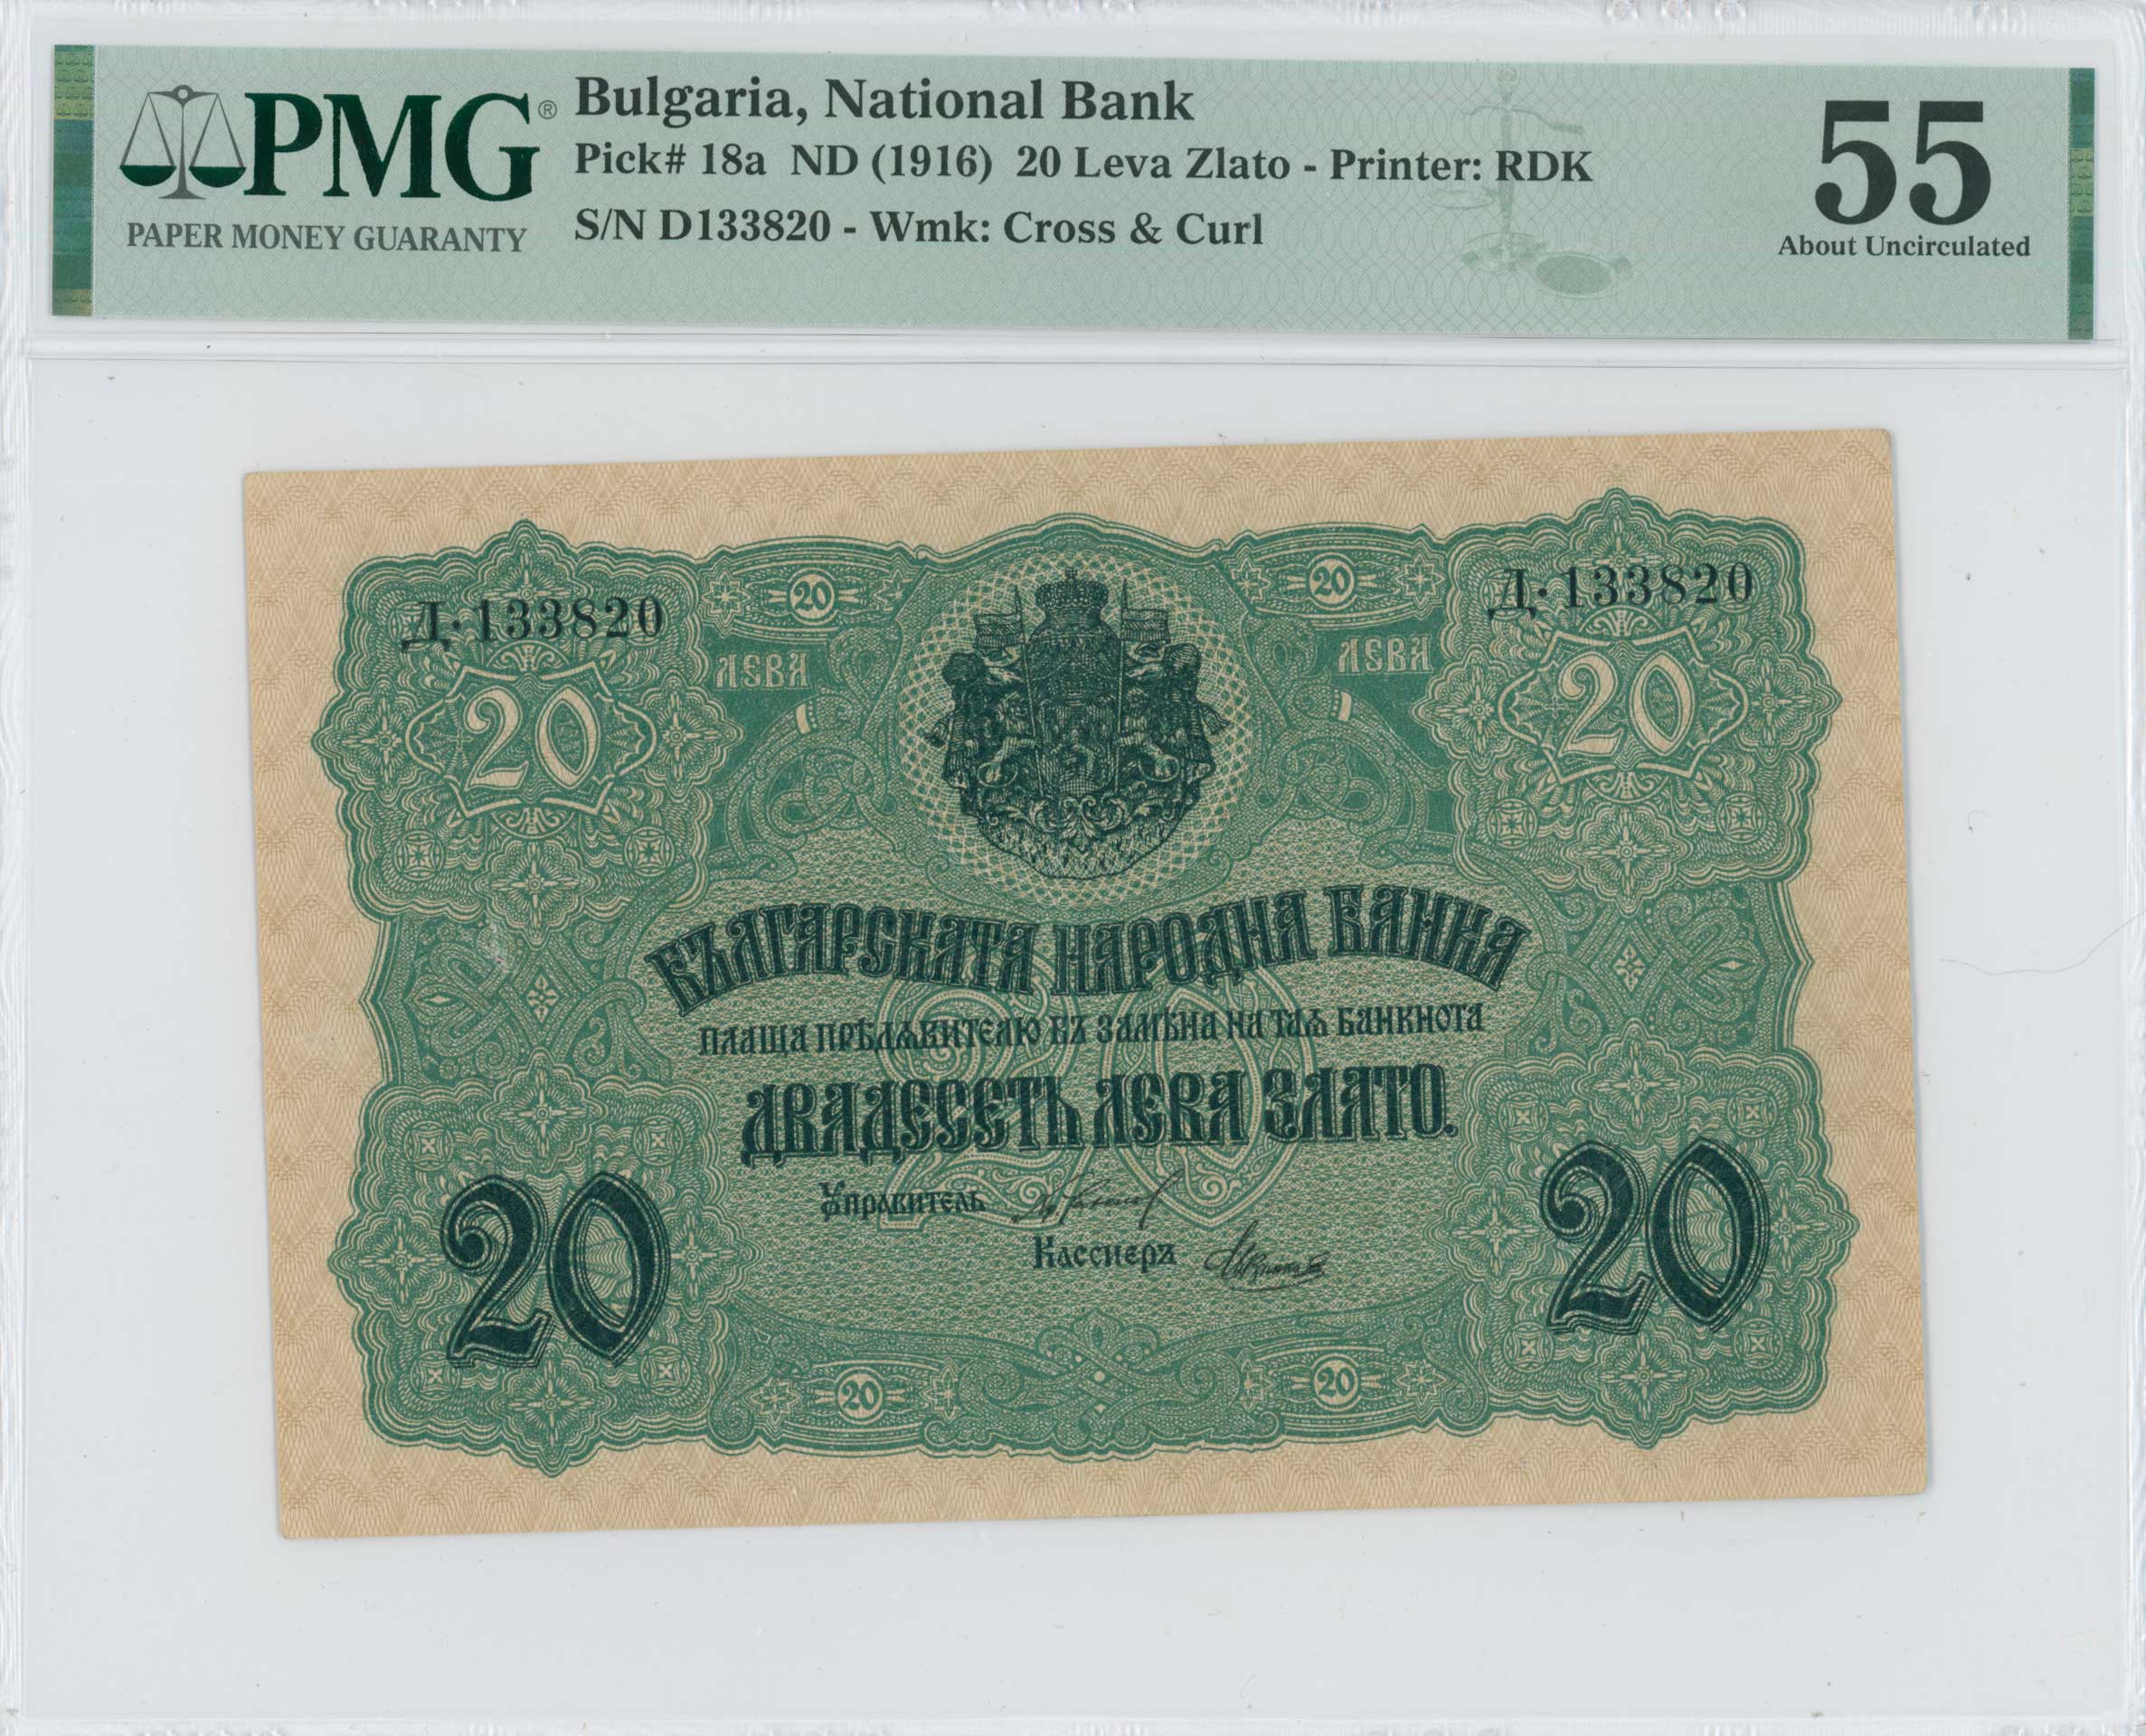 PMG®
PAPER MONEY GUARANTY
Bulgaria, National Bank
Pick# 18a ND (1916) 20 Leva Zlato - Printer: RDK
S/N D133820 - Wmk: Cross & Curl
55
About Uncirculated
20 20
Д·133820 Д·133820
ЛЕВА ЛЕВА
20 20
БЪЛГАРСКАТА НАРОДНА БАНКА
ПЛАЩА ПРѢДЯВИТЕЛЮ ВЪ ЗАМѢНА НА ТАЯ БАНКНОТА
20
ДВАДЕСЕТЬ ЛЕВА ЗЛАТО.
Управитель
Кассиеръ
20 20
20 20